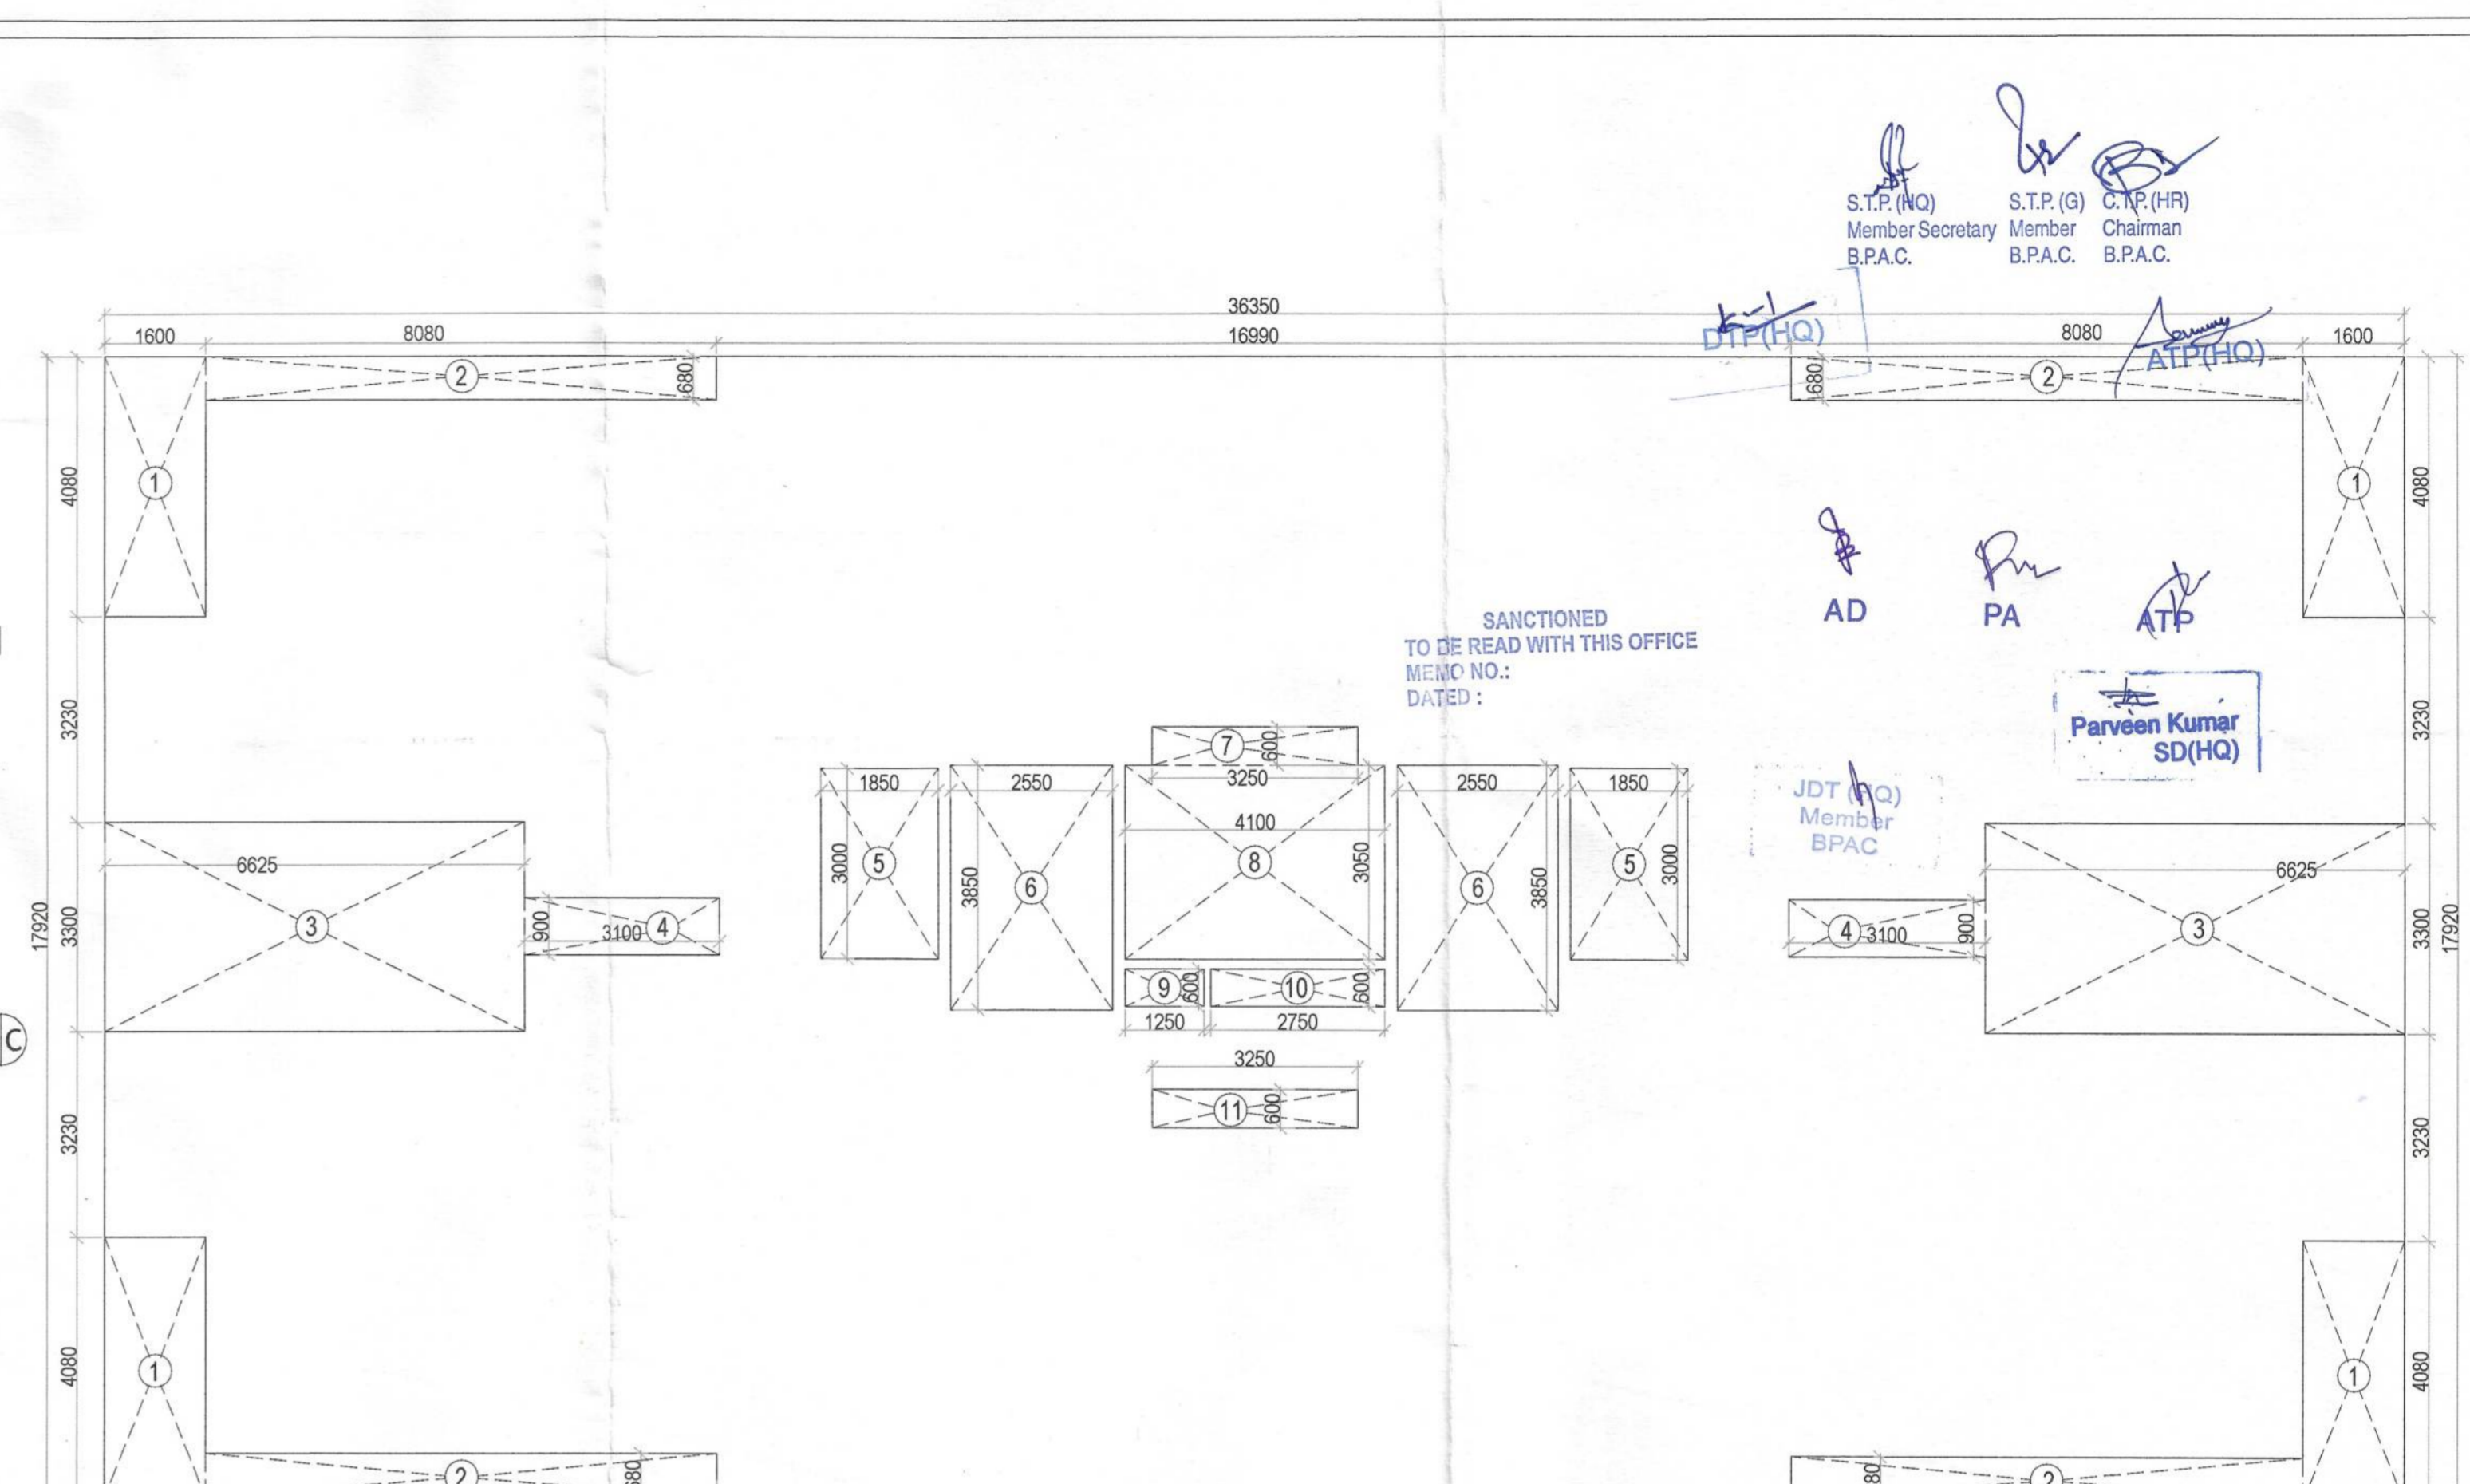 S.T.P. (HQ)
Member Secretary
B.P.A.C.
S.T.P. (G)
Member
B.P.A.C.
C.T.P. (HR)
Chairman
B.P.A.C.
36350
1600
8080
16990
DTP(HQ)
8080
ATP(HQ)
1600
2
680
680
2
4080
1
1
4080
AD
PA
ATP
SANCTIONED
TO BE READ WITH THIS OFFICE
MEMO NO.:
DATED :
Parveen Kumar
SD(HQ)
3230
3230
JDT (HQ)
Member
BPAC
7
600
3250
1850
2550
4100
2550
1850
17920
3300
6625
3
900
3100
4
3000
5
3850
6
8
3050
6
3850
5
3000
4
3100
900
3
6625
3300
17920
9
600
10
600
1250
2750
C
3250
11
600
3230
3230
4080
1
1
4080
2
2